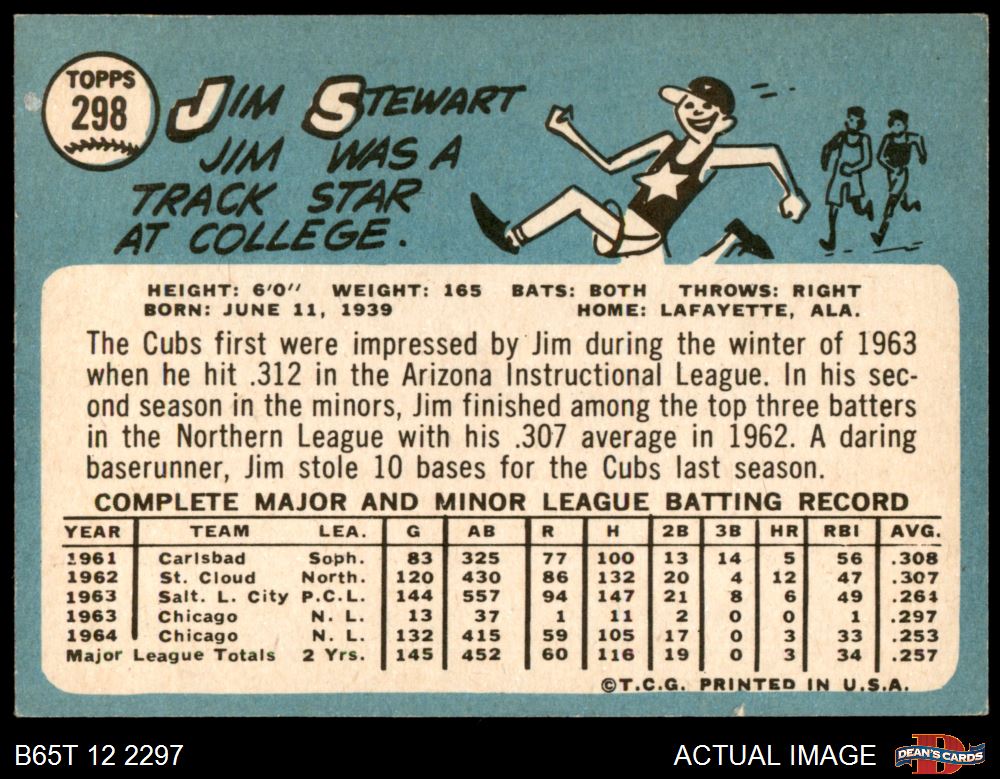 TOPPS
298
JIM STEWART
JIM WAS A
TRACK STAR
AT COLLEGE.
HEIGHT: 6'0" WEIGHT: 165 BATS: BOTH THROWS: RIGHT
BORN: JUNE 11, 1939 HOME: LAFAYETTE, ALA.
The Cubs first were impressed by Jim during the winter of 1963
when he hit .312 in the Arizona Instructional League. In his sec-
ond season in the minors, Jim finished among the top three batters
in the Northern League with his .307 average in 1962. A daring
baserunner, Jim stole 10 bases for the Cubs last season.
COMPLETE MAJOR AND MINOR LEAGUE BATTING RECORD
YEAR TEAM LEA. G AB R H 2B 3B HR RBI AVG.
1961 Carlsbad Soph. 83 325 77 100 13 14 5 56 .308
1962 St. Cloud North. 120 430 86 132 20 4 12 47 .307
1963 Salt. L. City P.C.L. 144 557 94 147 21 8 6 49 .264
1963 Chicago N. L. 13 37 1 11 2 0 0 1 .297
1964 Chicago N. L. 132 415 59 105 17 0 3 33 .253
Major League Totals 2 Yrs. 145 452 60 116 19 0 3 34 .257
©T.C.G. PRINTED IN U.S.A.
B65T 12 2297 ACTUAL IMAGE
DEAN'S CARDS